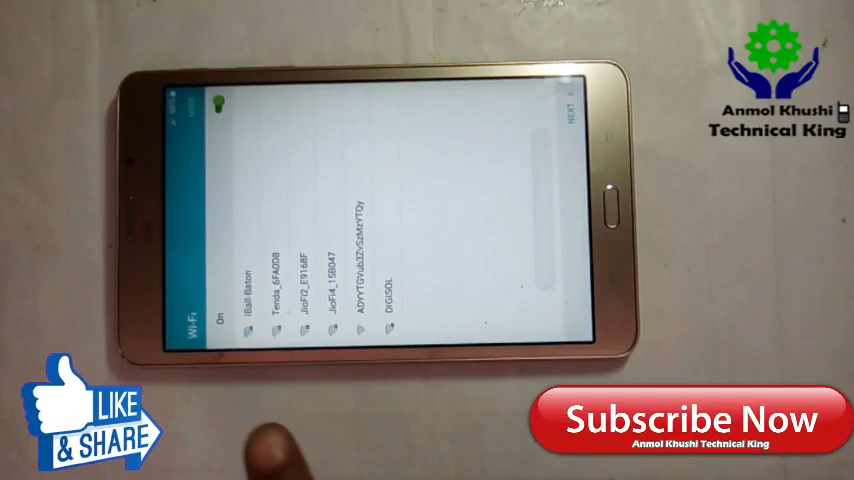 Wi-Fi
On
iBall-Baton
Tenda_6FA0D8
JioFi2_E9168F
JioFi4_15B047
ADYYTGVub3ZvSzMzYTQy
DIGISOL
NEXT >
Anmol Khushi
Technical King
LIKE
& SHARE
Subscribe Now
Anmol Khushi Technical King